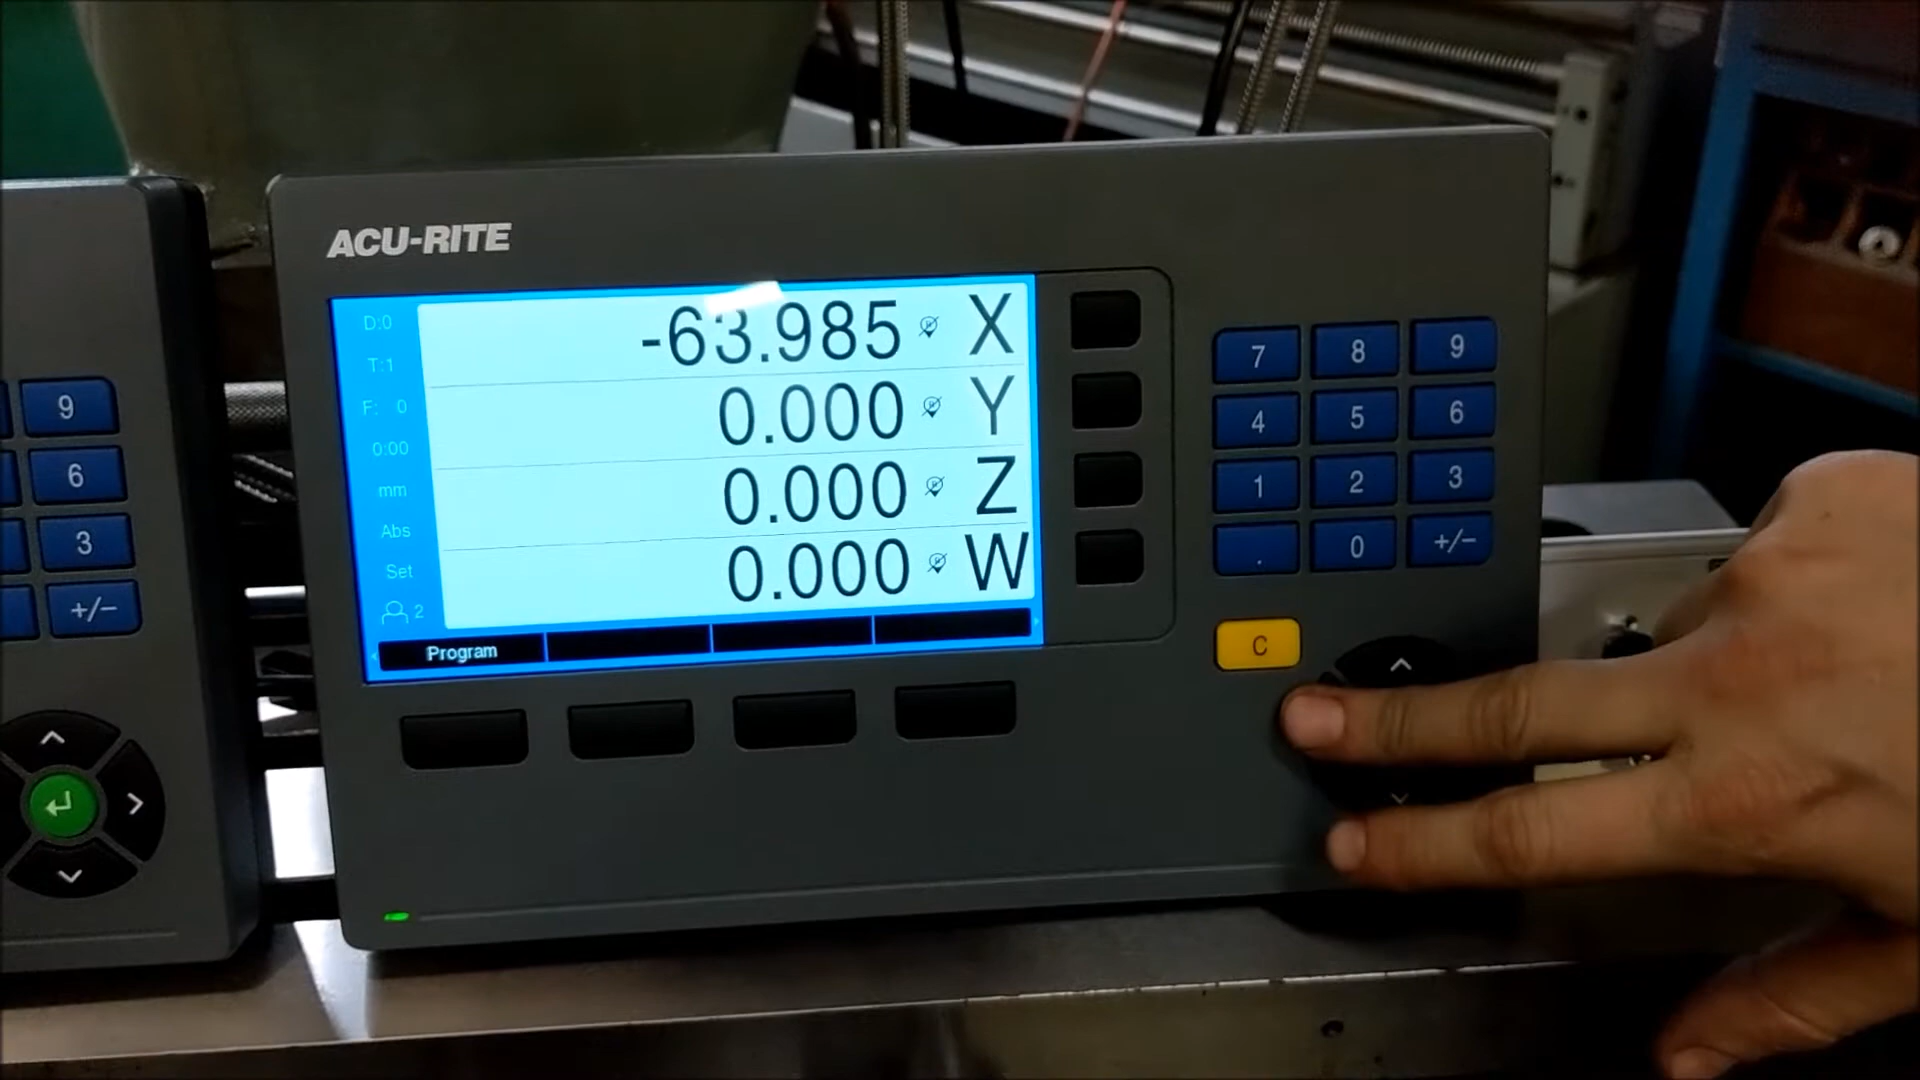 ACU-RITE
D:0
-63.985 X
T:1
F: 0
0.000 Y
0:00
mm
0.000 Z
Abs
Set
0.000 W
2
Program
7 8 9
4 5 6
1 2 3
. 0 +/-
C
9
6
3
+/-